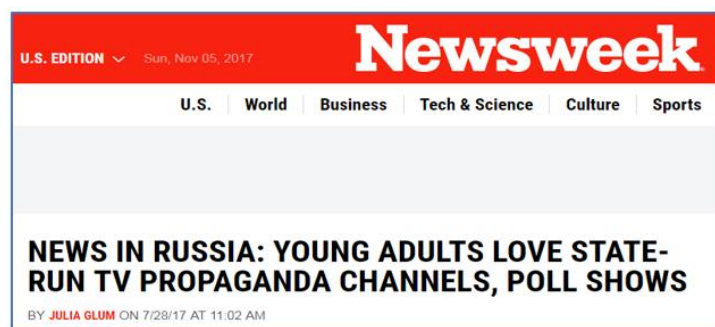 U.S. EDITION Sun, Nov 05, 2017 Newsweek
U.S. World Business Tech & Science Culture Sports
NEWS IN RUSSIA: YOUNG ADULTS LOVE STATE-
RUN TV PROPAGANDA CHANNELS, POLL SHOWS
BY JULIA GLUM ON 7/28/17 AT 11:02 AM